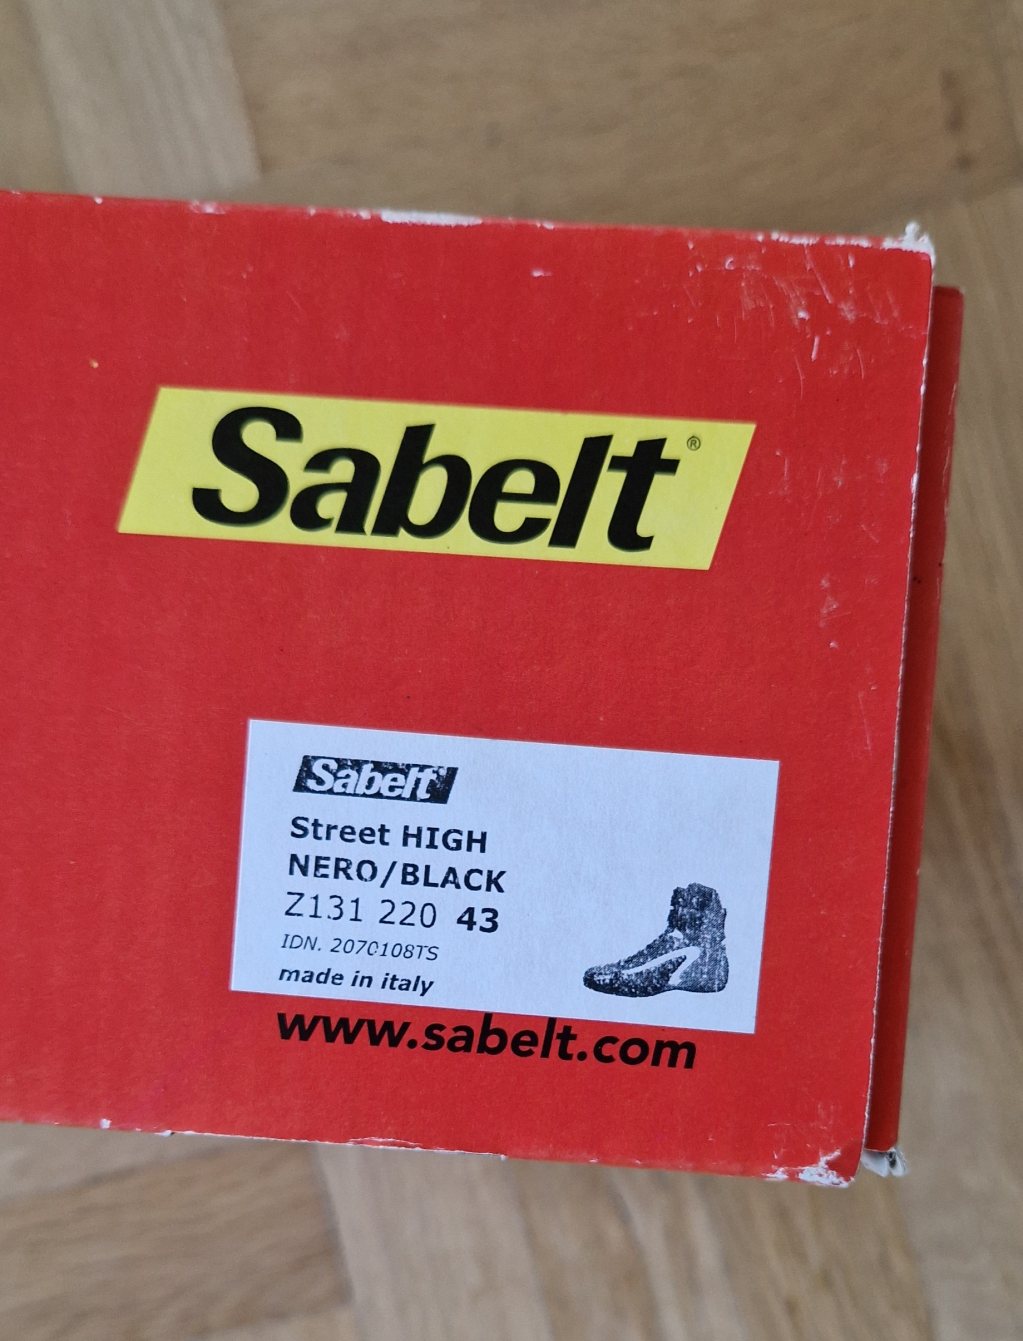 Sabelt®
Sabelt
Street HIGH
NERO/BLACK
Z131 220 43
IDN. 2070108TS
made in italy
www.sabelt.com